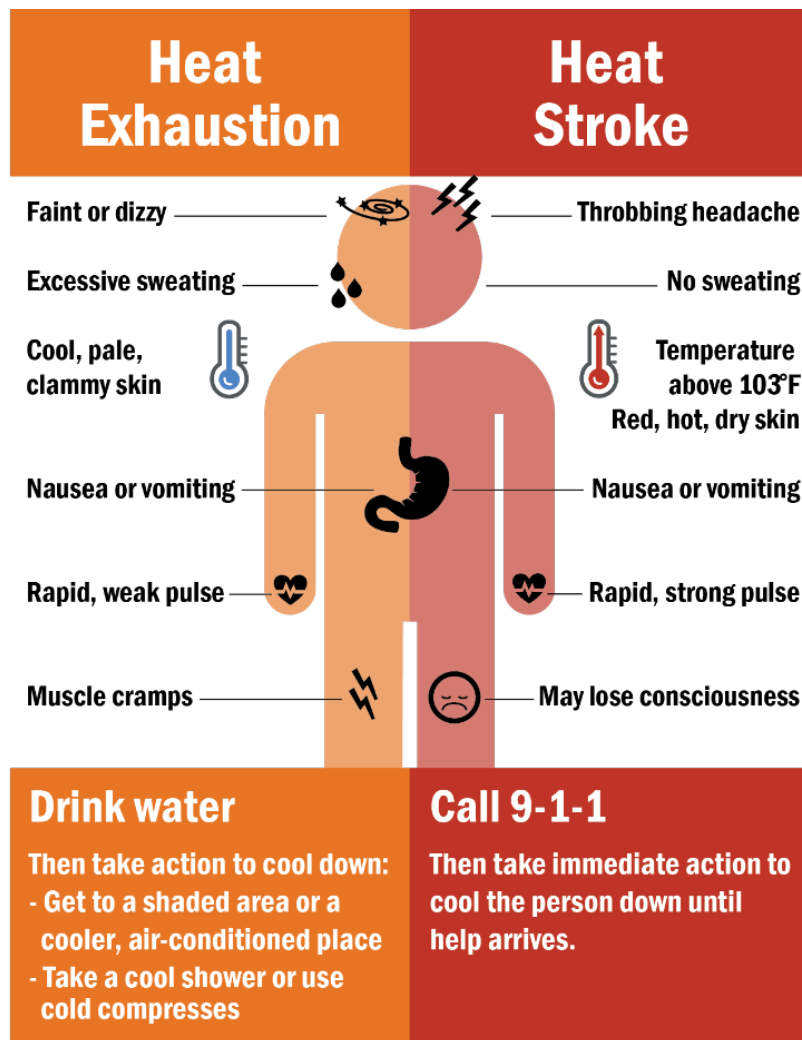 Heat
Exhaustion
Heat
Stroke
Faint or dizzy
Throbbing headache
Excessive sweating
No sweating
Cool, pale,
clammy skin
Temperature
above 103°F
Red, hot, dry skin
Nausea or vomiting
Nausea or vomiting
Rapid, weak pulse
Rapid, strong pulse
Muscle cramps
May lose consciousness
Drink water
Then take action to cool down:
- Get to a shaded area or a
cooler, air-conditioned place
- Take a cool shower or use
cold compresses
Call 9-1-1
Then take immediate action to
cool the person down until
help arrives.